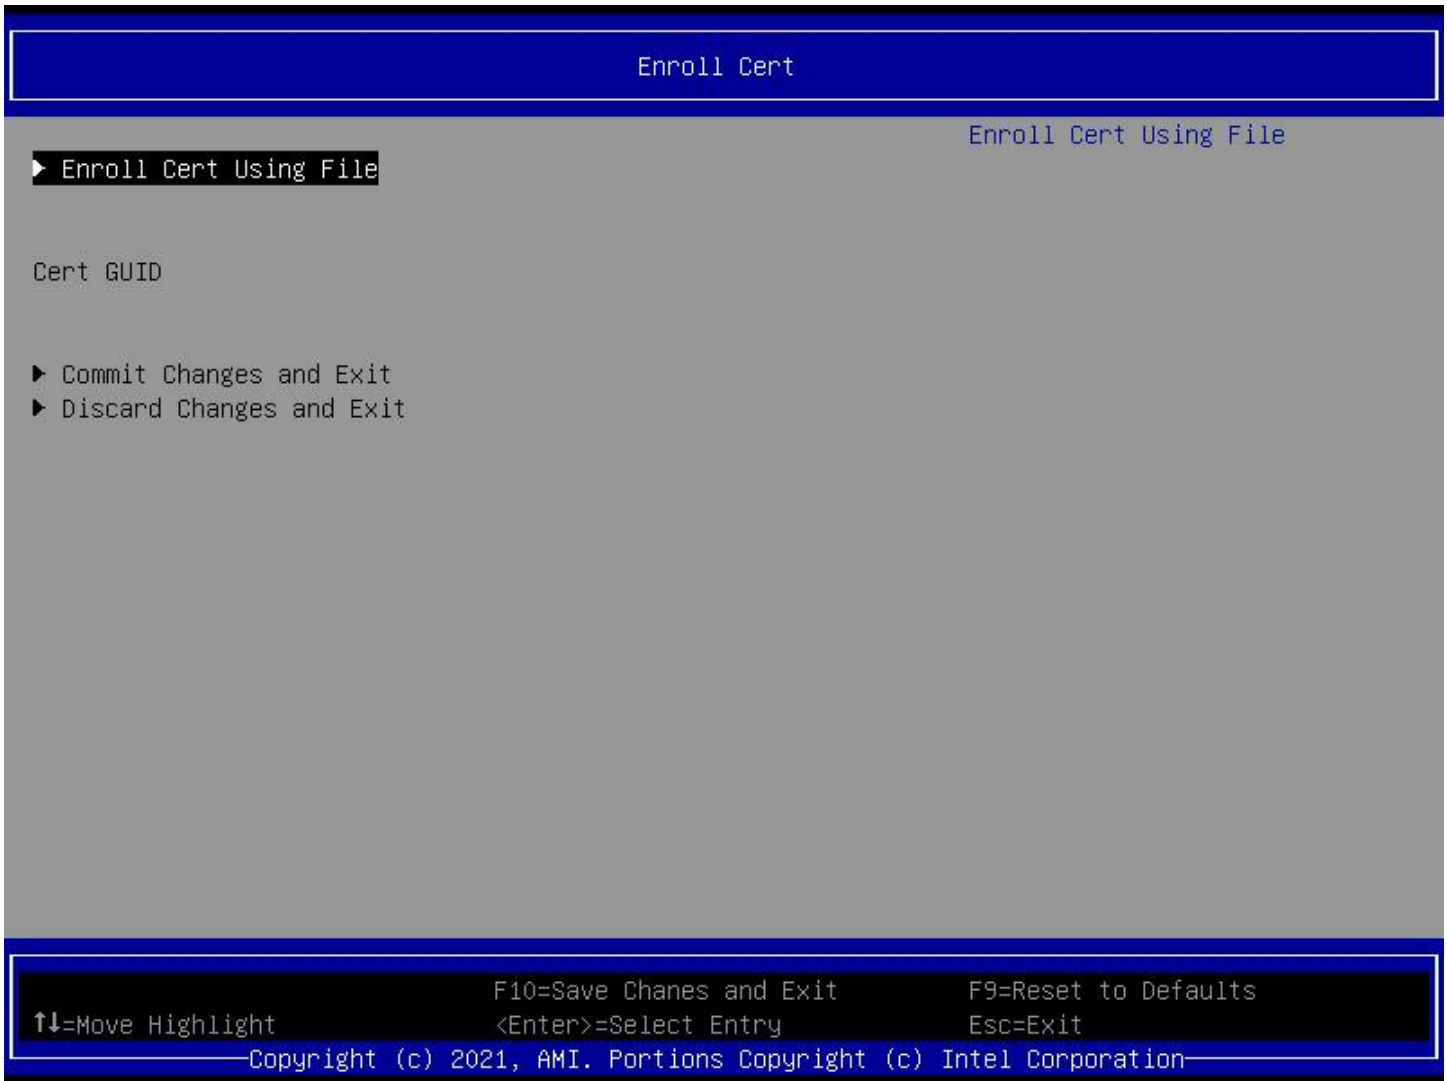 Enroll Cert
Enroll Cert Using File
▶ Enroll Cert Using File
Cert GUID
▶ Commit Changes and Exit
▶ Discard Changes and Exit
F10=Save Chanes and Exit F9=Reset to Defaults
↑↓=Move Highlight <Enter>=Select Entry Esc=Exit
Copyright (c) 2021, AMI. Portions Copyright (c) Intel Corporation